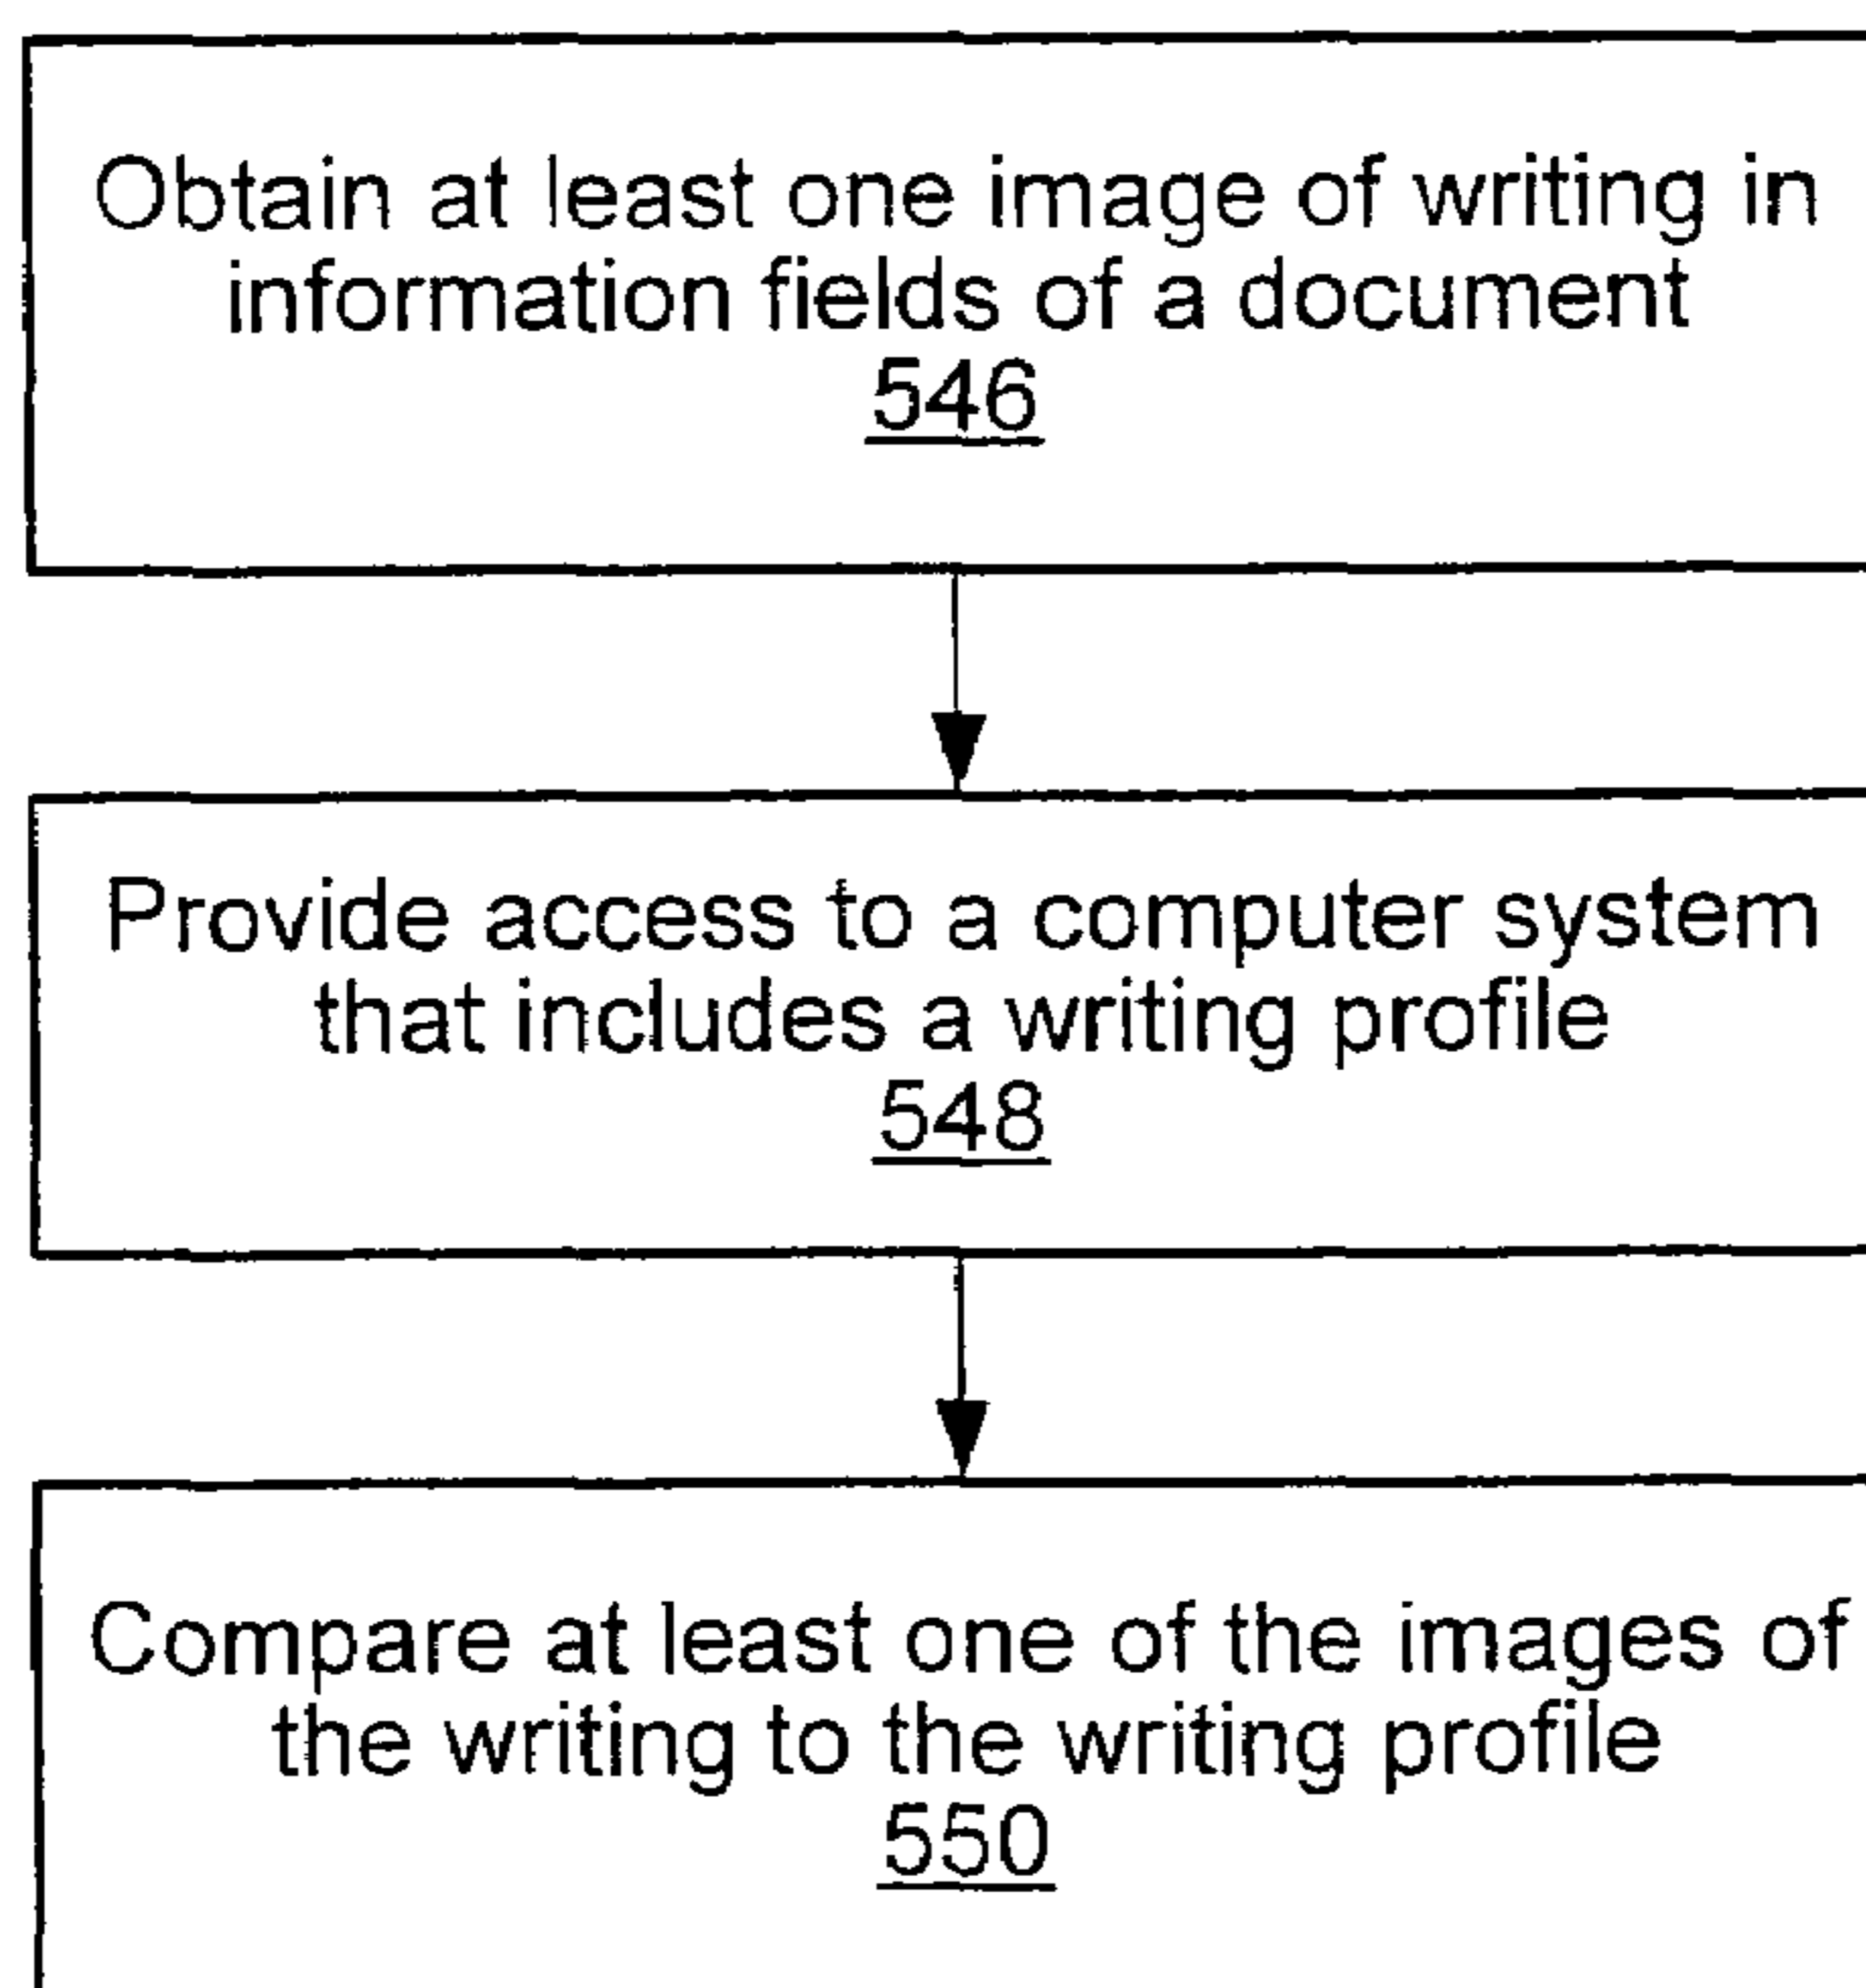 Obtain at least one image of writing in
information fields of a document
546
Provide access to a computer system
that includes a writing profile
548
Compare at least one of the images of
the writing to the writing profile
550